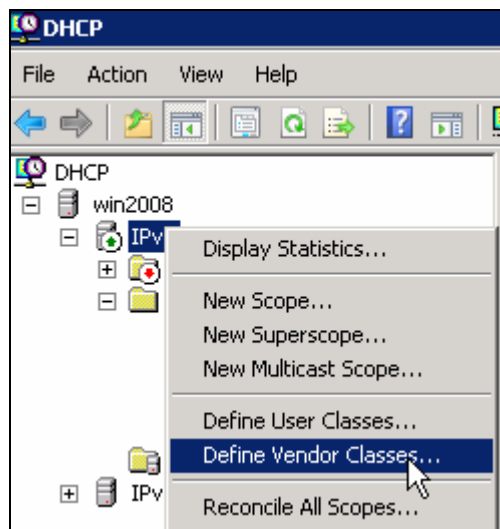 DHCP
File Action View Help
DHCP
win2008
IPv
Display Statistics...
New Scope...
New Superscope...
New Multicast Scope...
Define User Classes...
Define Vendor Classes...
IPv
Reconcile All Scopes...